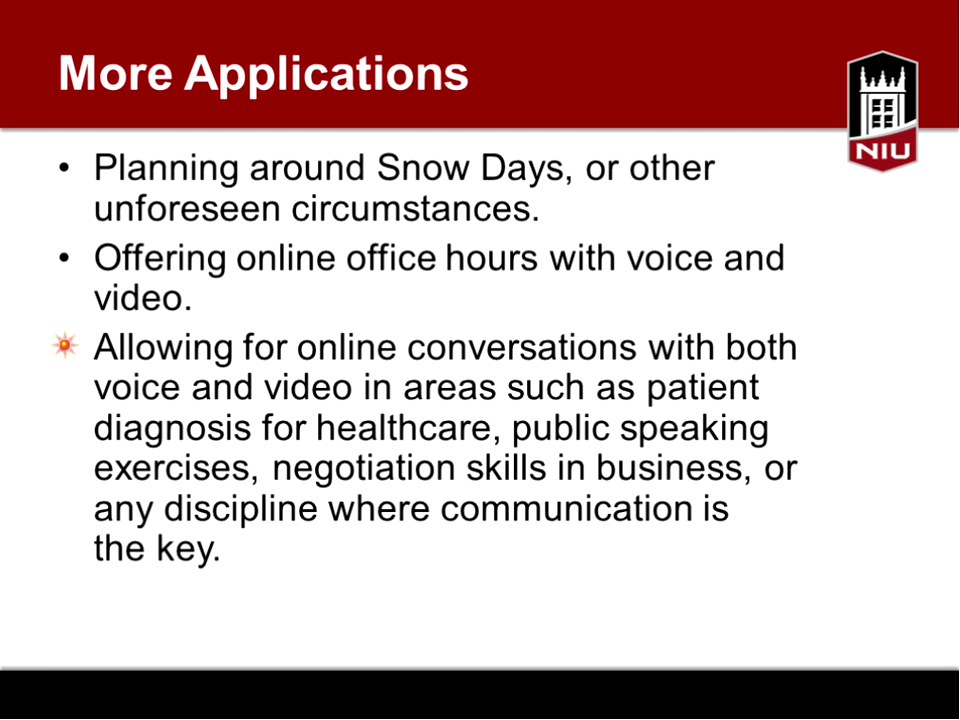 More Applications
NIU
• Planning around Snow Days, or other
unforeseen circumstances.
• Offering online office hours with voice and
video.
Allowing for online conversations with both
voice and video in areas such as patient
diagnosis for healthcare, public speaking
exercises, negotiation skills in business, or
any discipline where communication is
the key.